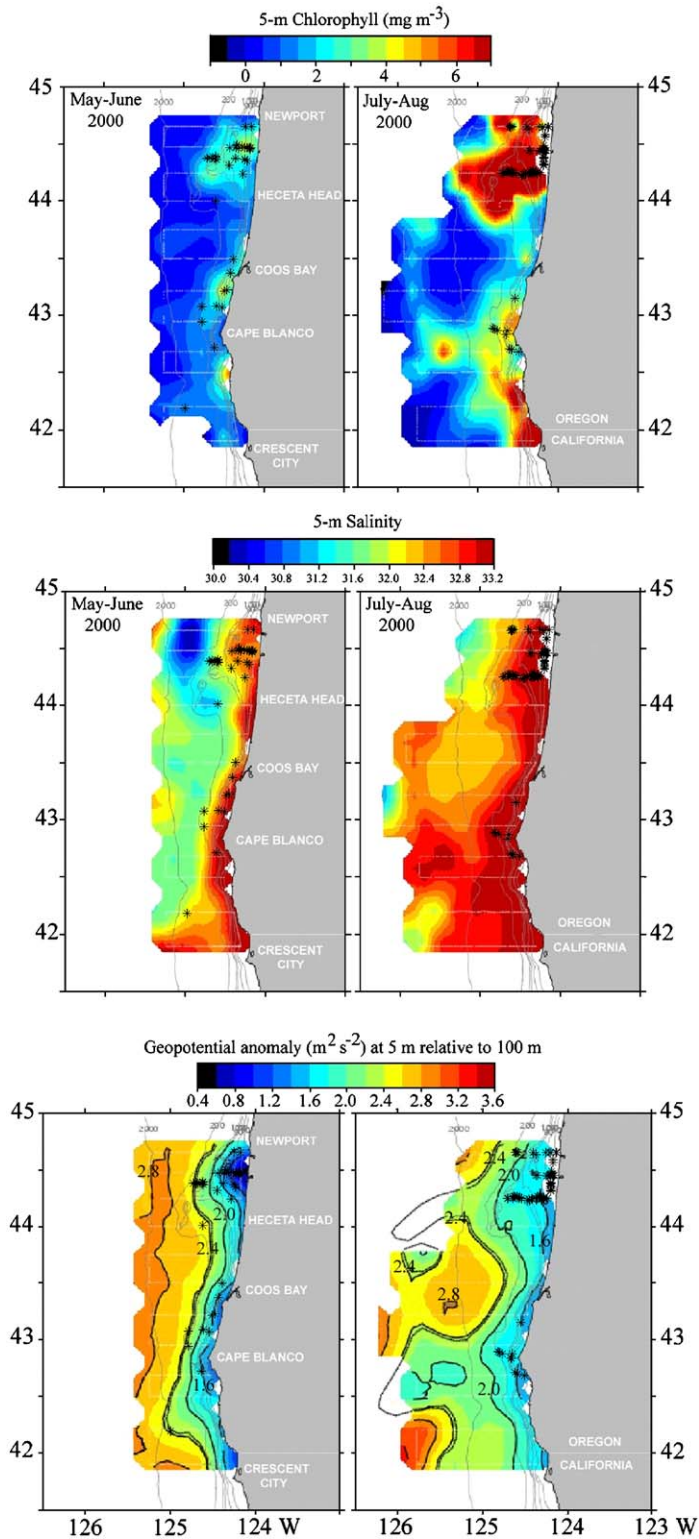 5-m Chlorophyll (mg m⁻³)
0 2 4 6
45 45
May-June
2000
2000 200
NEWPORT
July-Aug
2000
2000
44 HECETA HEAD 44
COOS BAY
43 43
CAPE BLANCO
42 OREGON 42
CRESCENT
CITY
CALIFORNIA
5-m Salinity
30.0 30.4 30.8 31.2 31.6 32.0 32.4 32.8 33.2
45 45
May-June
2000
2000
NEWPORT
July-Aug
2000
2000
44 HECETA HEAD 44
COOS BAY
43 43
CAPE BLANCO
42 OREGON 42
CRESCENT
CITY
CALIFORNIA
Geopotential anomaly (m² s⁻²) at 5 m relative to 100 m
0.4 0.8 1.2 1.6 2.0 2.4 2.8 3.2 3.6
45 45
2000
NEWPORT
2000 200
2.8 2.4 2.0
2.0
44 HECETA HEAD 2.4 44
2.4 1.6
2.4
COOS BAY 2.8
43 43
CAPE BLANCO
1.6 2.0
42 OREGON 42
CRESCENT
CITY
CALIFORNIA
126 125 124 W 126 125 124 123 W